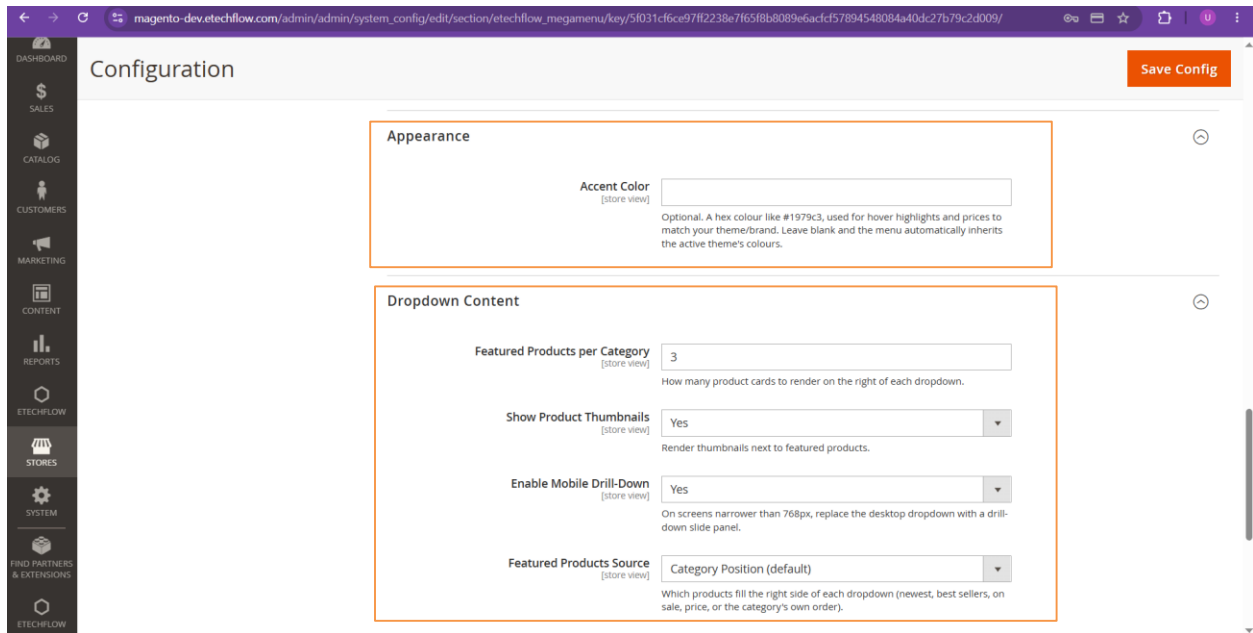 magento-dev.etechflow.com/admin/admin/system_config/edit/section/etechflow_megamenu/key/5f031cf6ce97ff2238e7f65f8b8089e6acfcf57894548084a40dc27b79c2d009/
U
DASHBOARD
SALES
CATALOG
CUSTOMERS
MARKETING
CONTENT
REPORTS
ETECHFLOW
STORES
SYSTEM
FIND PARTNERS
& EXTENSIONS
ETECHFLOW
Configuration
Save Config
Appearance
Accent Color
[store view]
Optional. A hex colour like #1979c3, used for hover highlights and prices to
match your theme/brand. Leave blank and the menu automatically inherits
the active theme's colours.
Dropdown Content
Featured Products per Category
[store view]
3
How many product cards to render on the right of each dropdown.
Show Product Thumbnails
[store view]
Yes
Render thumbnails next to featured products.
Enable Mobile Drill-Down
[store view]
Yes
On screens narrower than 768px, replace the desktop dropdown with a drill-
down slide panel.
Featured Products Source
[store view]
Category Position (default)
Which products fill the right side of each dropdown (newest, best sellers, on
sale, price, or the category's own order).